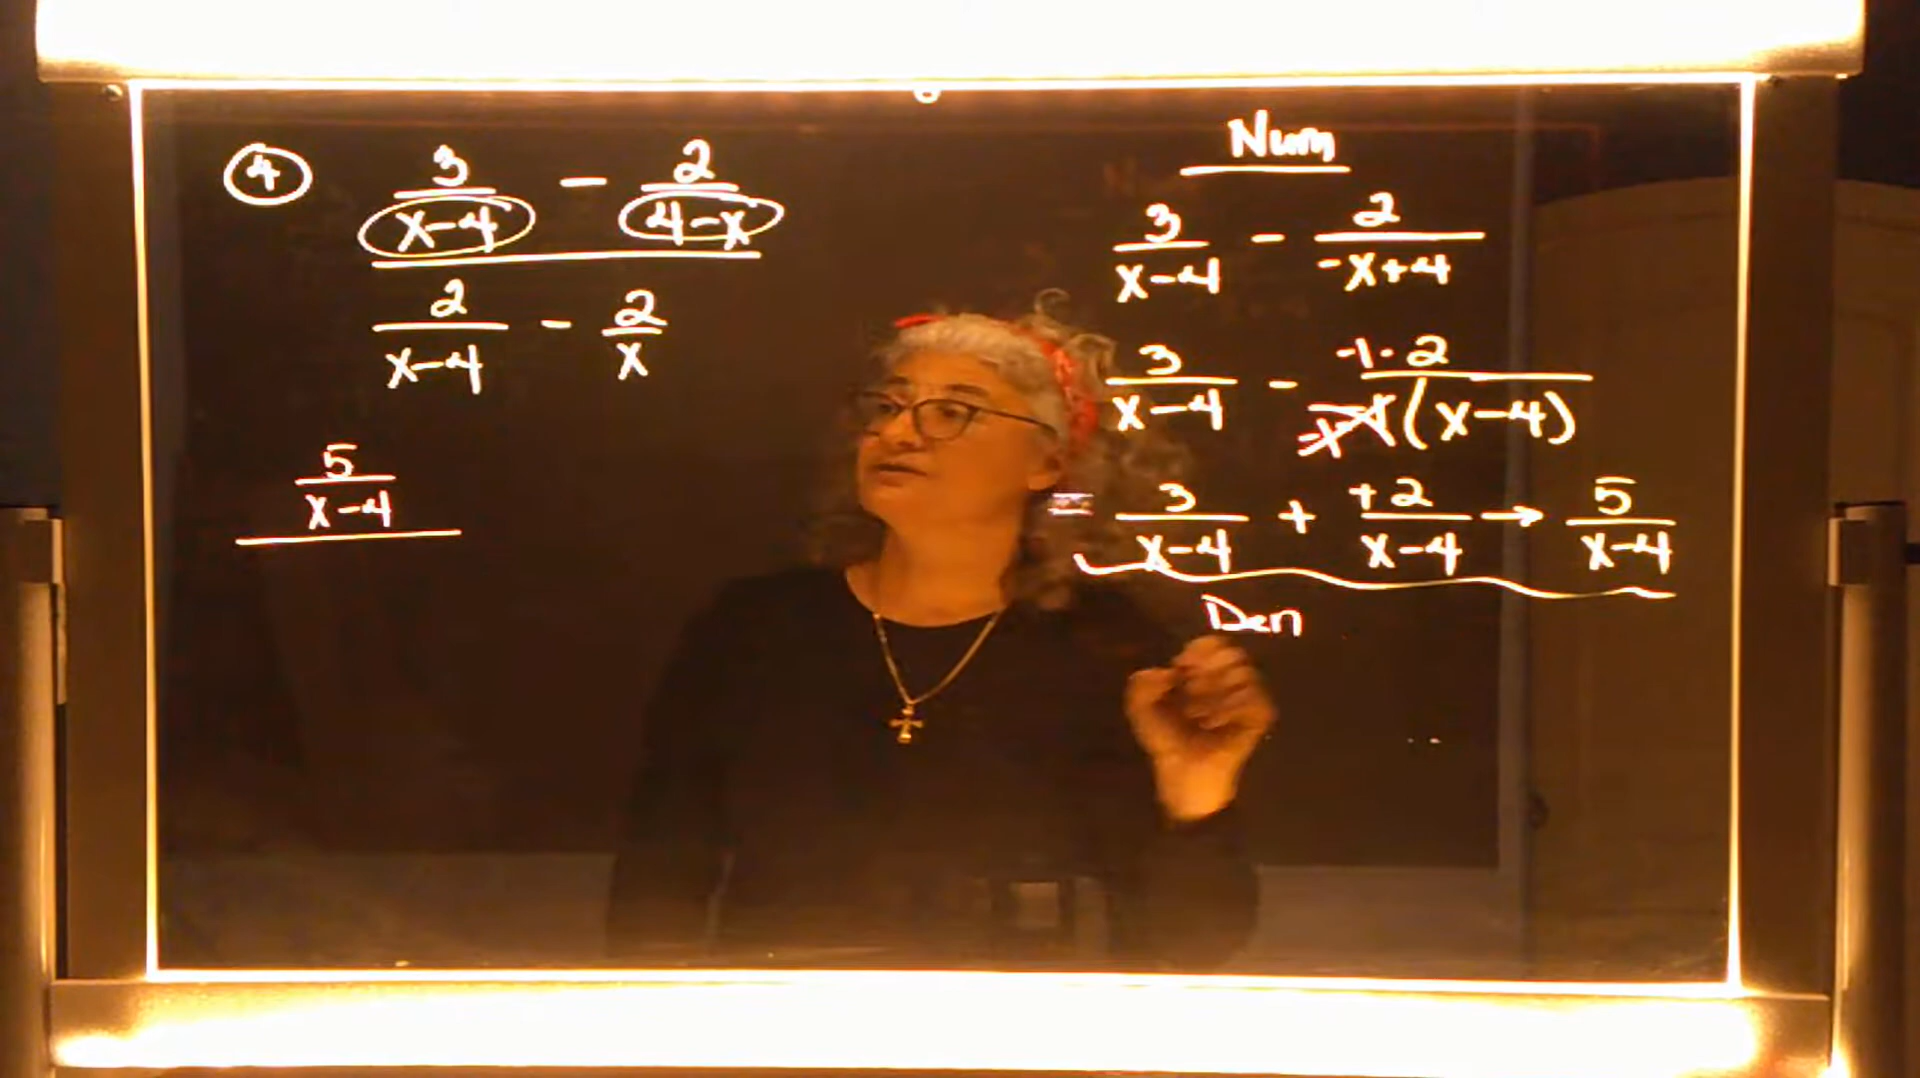 ④ 3/(x-4) - 2/(4-x)
2/(x-4) - 2/x
5/(x-4)
Num
3/(x-4) - 2/(-x+4)
3/(x-4) - -1·2/-1(x-4)
3/(x-4) + +2/(x-4) → 5/(x-4)
Den